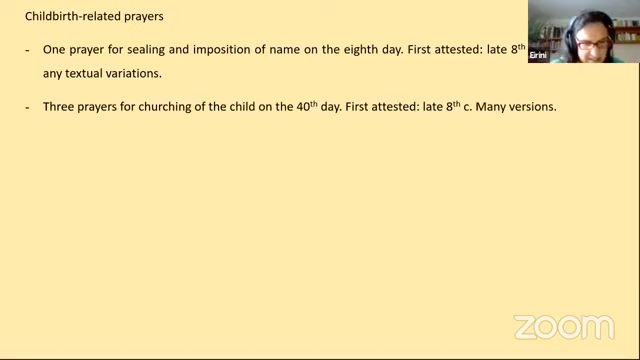 Childbirth-related prayers
- One prayer for sealing and imposition of name on the eighth day. First attested: late 8th
any textual variations.
- Three prayers for churching of the child on the 40th day. First attested: late 8th c. Many versions.
Eirini
zoom